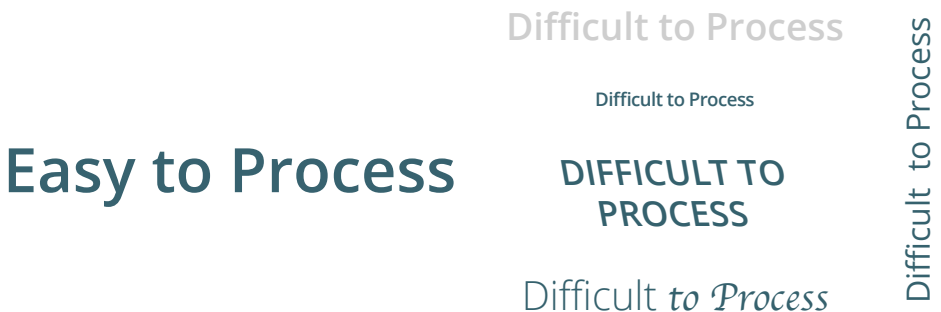 Easy to Process
Difficult to Process
Difficult to Process
DIFFICULT TO
PROCESS
Difficult to Process
Difficult to Process